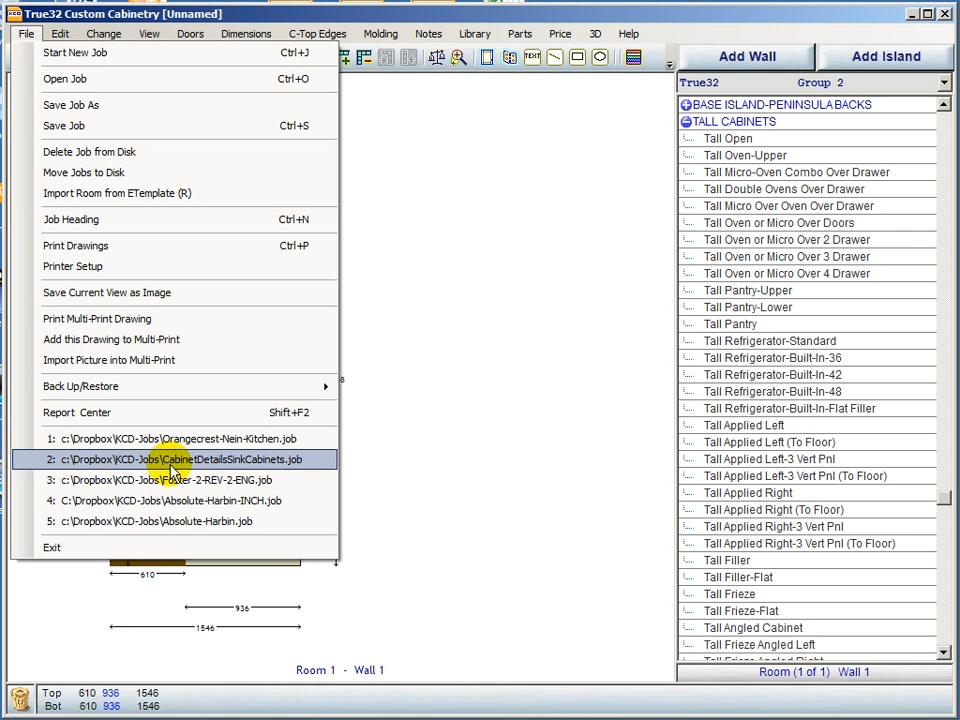 True32 Custom Cabinetry [Unnamed]
File Edit Change View Doors Dimensions C-Top Edges Molding Notes Library Parts Price 3D Help
TEXT
Add Wall Add Island
True32 Group 2
Start New Job Ctrl+J
Open Job Ctrl+O
Save Job As
Save Job Ctrl+S
Delete Job from Disk
Move Jobs to Disk
Import Room from ETemplate (R)
Job Heading Ctrl+N
Print Drawings Ctrl+P
Printer Setup
Save Current View as Image
Print Multi-Print Drawing
Add this Drawing to Multi-Print
Import Picture into Multi-Print
Back Up/Restore
Report Center Shift+F2
1: c:\Dropbox\KCD-Jobs\Orangecrest-Nein-Kitchen.job
2: c:\Dropbox\KCD-Jobs\CabinetDetailsSinkCabinets.job
3: c:\Dropbox\KCD-Jobs\Foster-2-REV-2-ENG.job
4: C:\Dropbox\KCD-Jobs\Absolute-Harbin-INCH.job
5: c:\Dropbox\KCD-Jobs\Absolute-Harbin.job
Exit
8
610
936
1546
Room 1 - Wall 1
BASE ISLAND-PENINSULA BACKS
TALL CABINETS
Tall Open
Tall Oven-Upper
Tall Micro-Oven Combo Over Drawer
Tall Double Ovens Over Drawer
Tall Micro Over Oven Over Drawer
Tall Oven or Micro Over Doors
Tall Oven or Micro Over 2 Drawer
Tall Oven or Micro Over 3 Drawer
Tall Oven or Micro Over 4 Drawer
Tall Pantry-Upper
Tall Pantry-Lower
Tall Pantry
Tall Refrigerator-Standard
Tall Refrigerator-Built-In-36
Tall Refrigerator-Built-In-42
Tall Refrigerator-Built-In-48
Tall Refrigerator-Built-In-Flat Filler
Tall Applied Left
Tall Applied Left (To Floor)
Tall Applied Left-3 Vert Pnl
Tall Applied Left-3 Vert Pnl (To Floor)
Tall Applied Right
Tall Applied Right (To Floor)
Tall Applied Right-3 Vert Pnl
Tall Applied Right-3 Vert Pnl (To Floor)
Tall Filler
Tall Filler-Flat
Tall Frieze
Tall Frieze-Flat
Tall Angled Cabinet
Tall Frieze Angled Left
Tall Frieze Angled Right
Room (1 of 1) Wall 1
Top 610 936 1546
Bot 610 936 1546